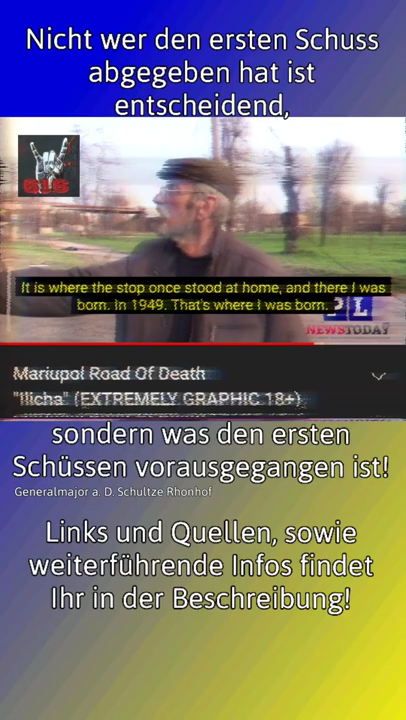 Nicht wer den ersten Schuss
abgegeben hat ist
entscheidend,
616
It is where the stop once stood at home, and there I was
born. In 1949. That's where I was born.
P L
NEWSTODAY
Mariupol Road Of Death
"Ilicha" (EXTREMELY GRAPHIC 18+)
sondern was den ersten
Schüssen vorausgegangen ist!
Generalmajor a. D. Schultze Rhonhof
Links und Quellen, sowie
weiterführende Infos findet
Ihr in der Beschreibung!